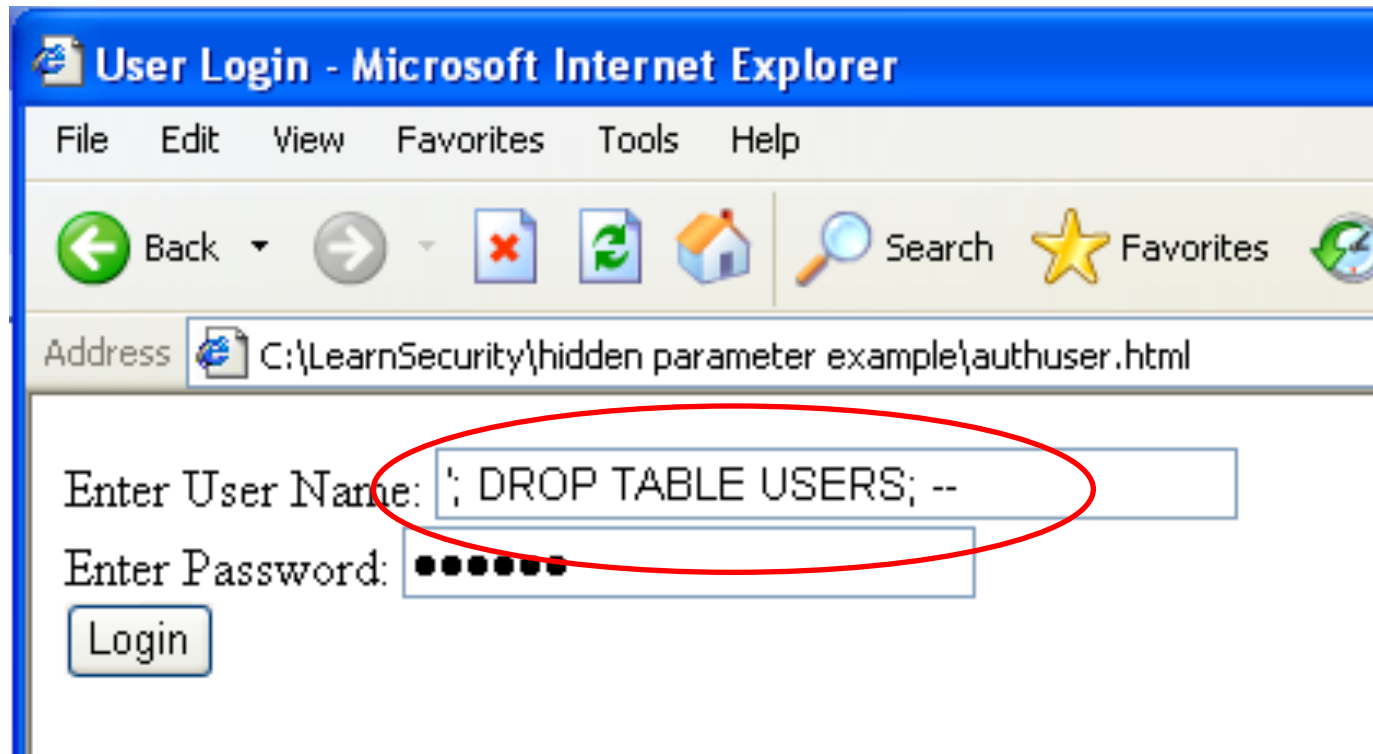 User Login - Microsoft Internet Explorer
File Edit View Favorites Tools Help
Back Search Favorites
Address C:\LearnSecurity\hidden parameter example\authuser.html
Enter User Name: '; DROP TABLE USERS; --
Enter Password: ●●●●●●
Login